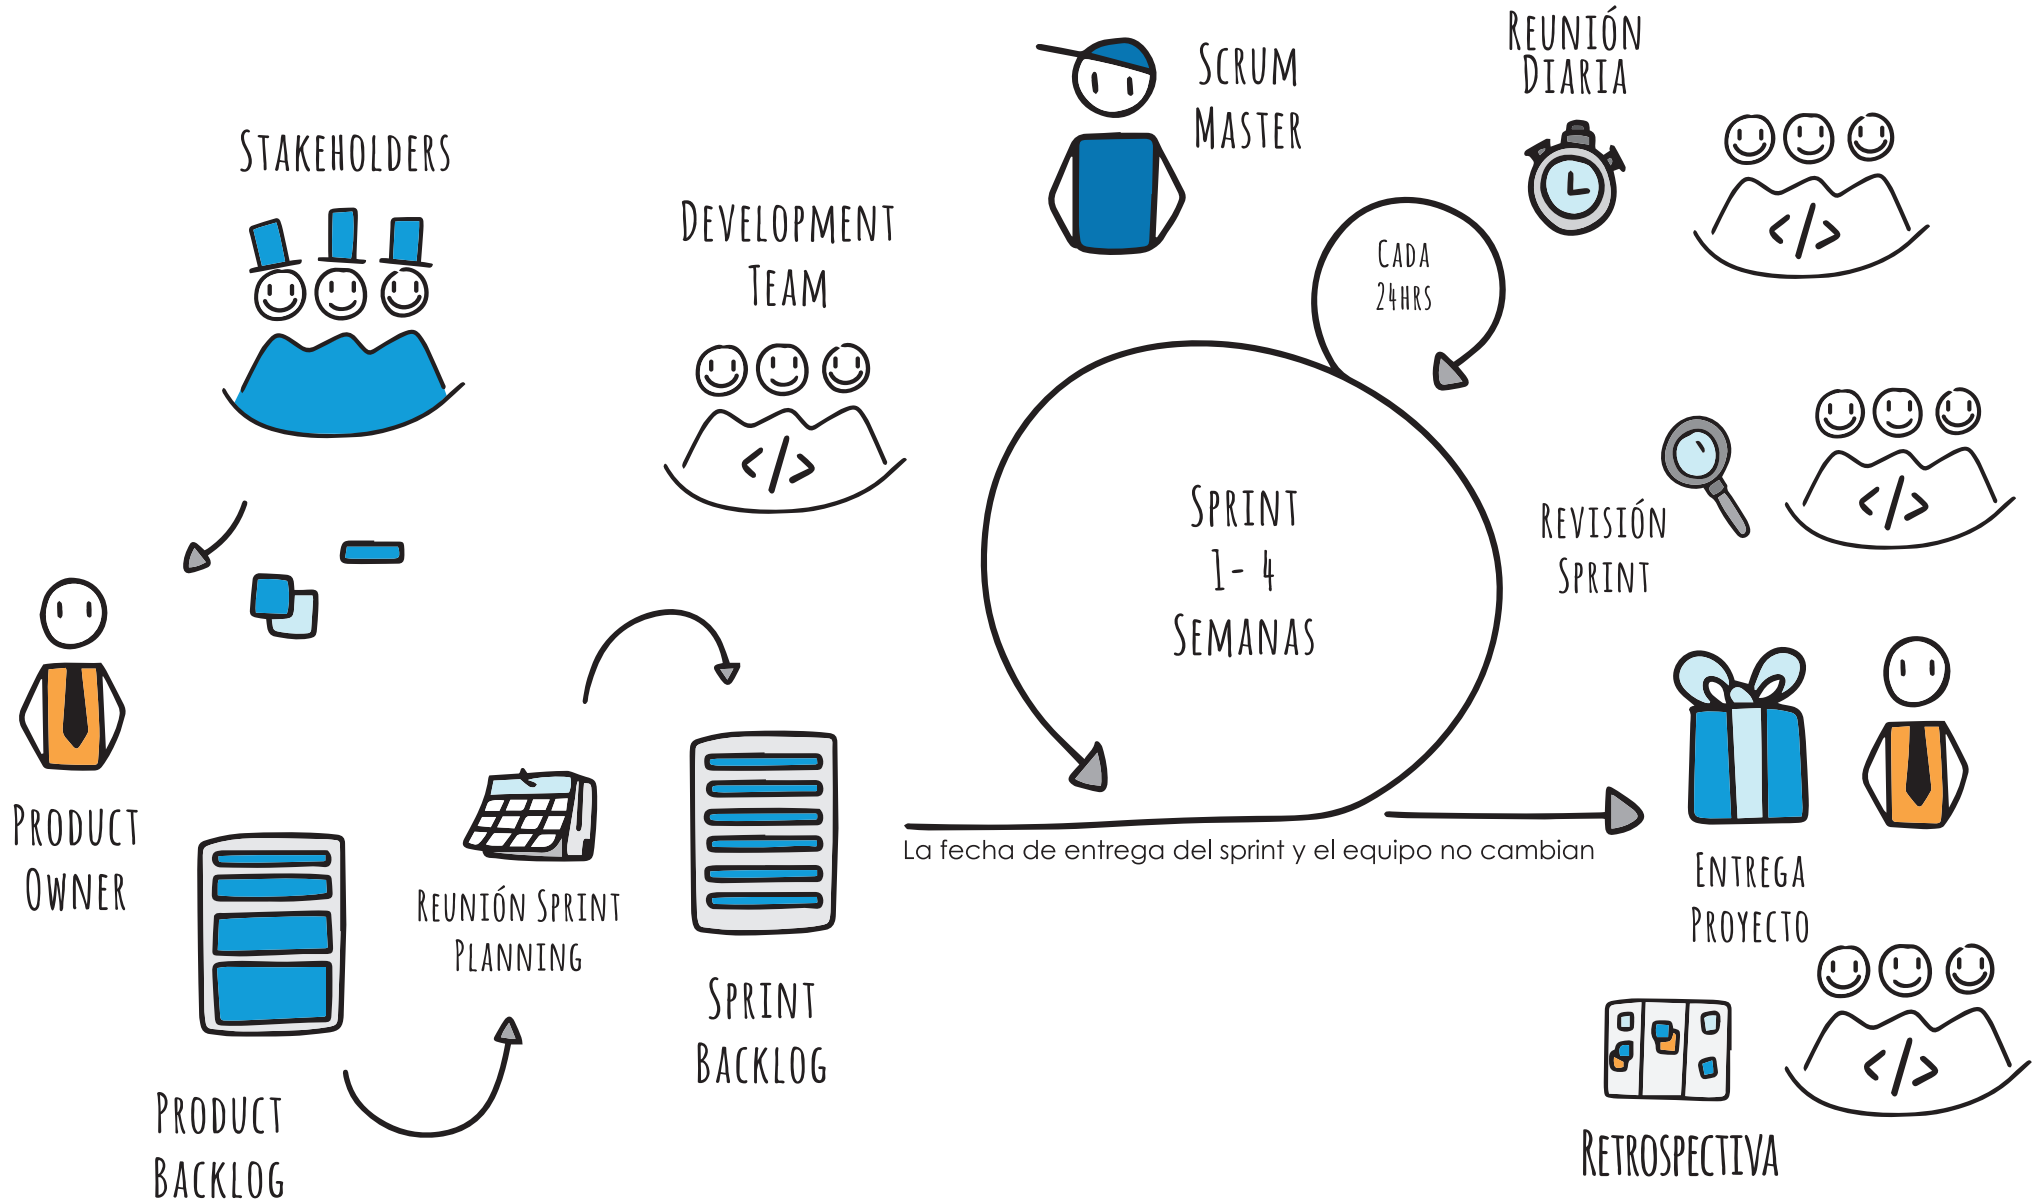 STAKEHOLDERS
DEVELOPMENT
TEAM
SCRUM
MASTER
REUNIÓN
DIARIA
CADA
24HRS
SPRINT
1- 4
SEMANAS
REVISIÓN
SPRINT
PRODUCT
OWNER
PRODUCT
BACKLOG
REUNIÓN SPRINT
PLANNING
SPRINT
BACKLOG
La fecha de entrega del sprint y el equipo no cambian
ENTREGA
PROYECTO
RETROSPECTIVA
</>
</>
</>
</>